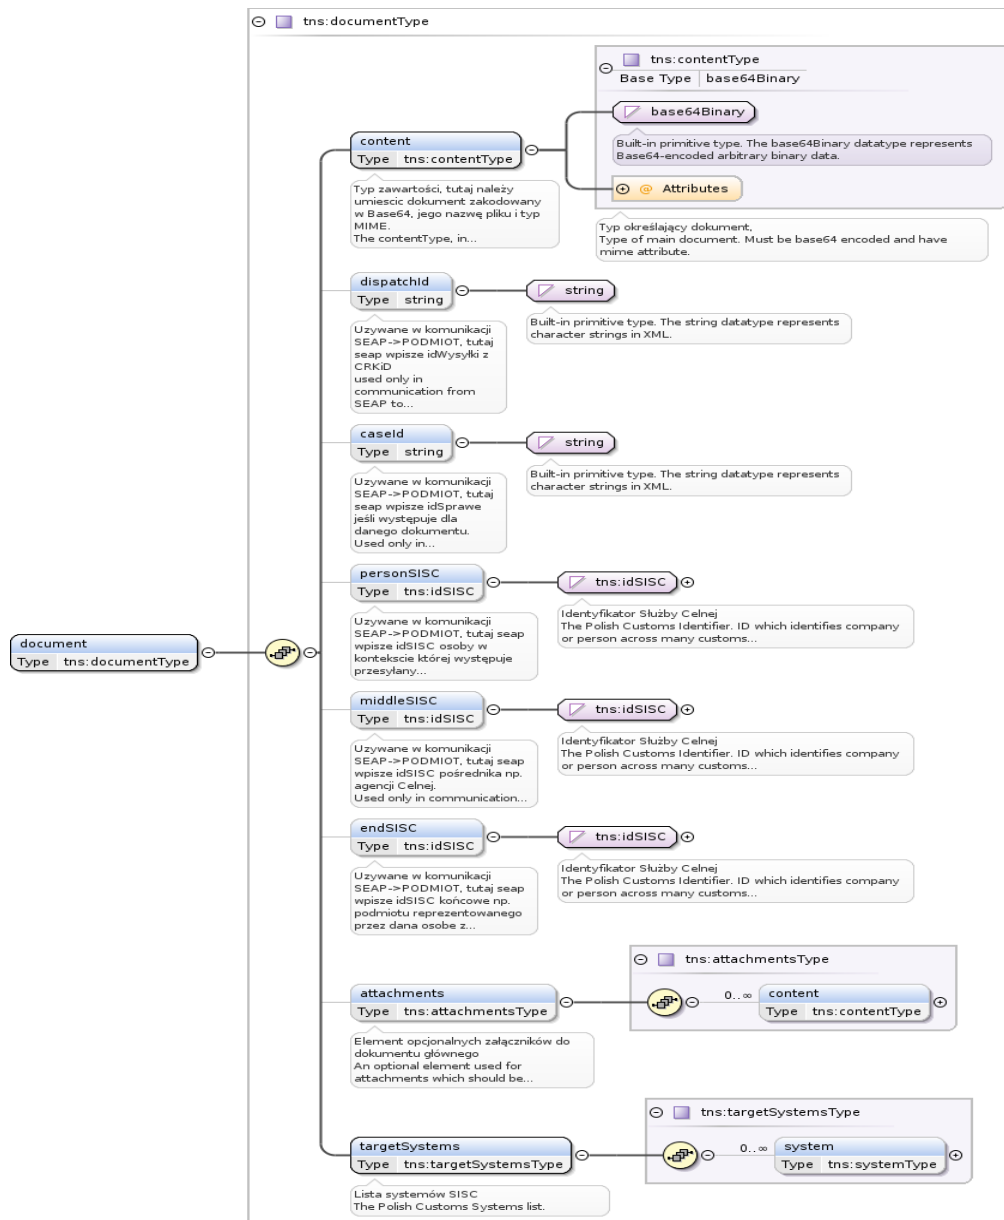 tns:documentType
tns:contentType
Base Type base64Binary
base64Binary
Built-in primitive type. The base64Binary datatype represents
Base64-encoded arbitrary binary data.
@ Attributes
Typ określający dokument,
Type of main document. Must be base64 encoded and have
mime attribute.
content
Type tns:contentType
Typ zawartości, tutaj należy
umiescic dokument zakodowany
w Base64, jego nazwę pliku i typ
MIME.
The contentType, in...
dispatchId
Type string
string
Built-in primitive type. The string datatype represents
character strings in XML.
Uzywane w komunikacji
SEAP->PODMIOT, tutaj
seap wpisze idWysyłki z
CRKiD
used only in
communication from
SEAP to...
caseId
Type string
string
Built-in primitive type. The string datatype represents
character strings in XML.
Uzywane w komunikacji
SEAP->PODMIOT, tutaj
seap wpisze idSprawe
jeśli występuje dla
danego dokumentu.
Used only in...
personSISC
Type tns:idSISC
tns:idSISC
Identyfikator Służby Celnej
The Polish Customs Identifier. ID which identifies company
or person across many customs...
Uzywane w komunikacji
SEAP->PODMIOT, tutaj seap
wpisze idSISC osoby w
kontekscie której występuje
przesyłany...
document
Type tns:documentType
middleSISC
Type tns:idSISC
tns:idSISC
Identyfikator Służby Celnej
The Polish Customs Identifier. ID which identifies company
or person across many customs...
Uzywane w komunikacji
SEAP->PODMIOT, tutaj seap
wpisze idSISC pośrednika np.
agencji Celnej.
Used only in communication...
endSISC
Type tns:idSISC
tns:idSISC
Identyfikator Służby Celnej
The Polish Customs Identifier. ID which identifies company
or person across many customs...
Uzywane w komunikacji
SEAP->PODMIOT, tutaj seap
wpisze idSISC końcowe np.
podmiotu reprezentowanego
przez dana osobe z...
tns:attachmentsType
attachments
Type tns:attachmentsType
0..∞
content
Type tns:contentType
Element opcjonalnych załączników do
dokumentu głównego
An optional element used for
attachments which should be...
tns:targetSystemsType
targetSystems
Type tns:targetSystemsType
0..∞
system
Type tns:systemType
Lista systemów SISC
The Polish Customs Systems list.